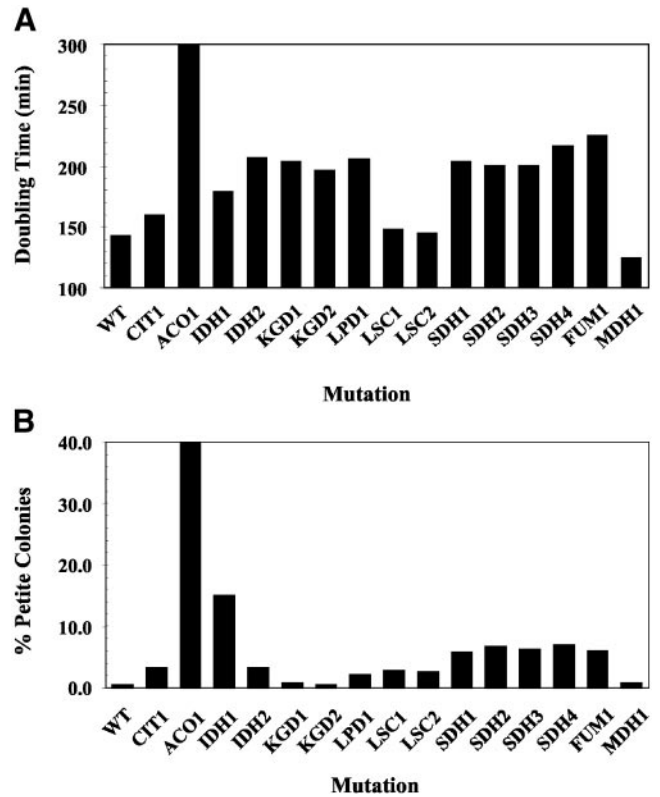 A
Doubling Time (min)
300
250
200
150
100
WT CIT1 ACO1 IDH1 IDH2 KGD1 KGD2 LPD1 LSC1 LSC2 SDH1 SDH2 SDH3 SDH4 FUM1 MDH1
Mutation
B
% Petite Colonies
40.0
30.0
20.0
10.0
0.0
WT CIT1 ACO1 IDH1 IDH2 KGD1 KGD2 LPD1 LSC1 LSC2 SDH1 SDH2 SDH3 SDH4 FUM1 MDH1
Mutation